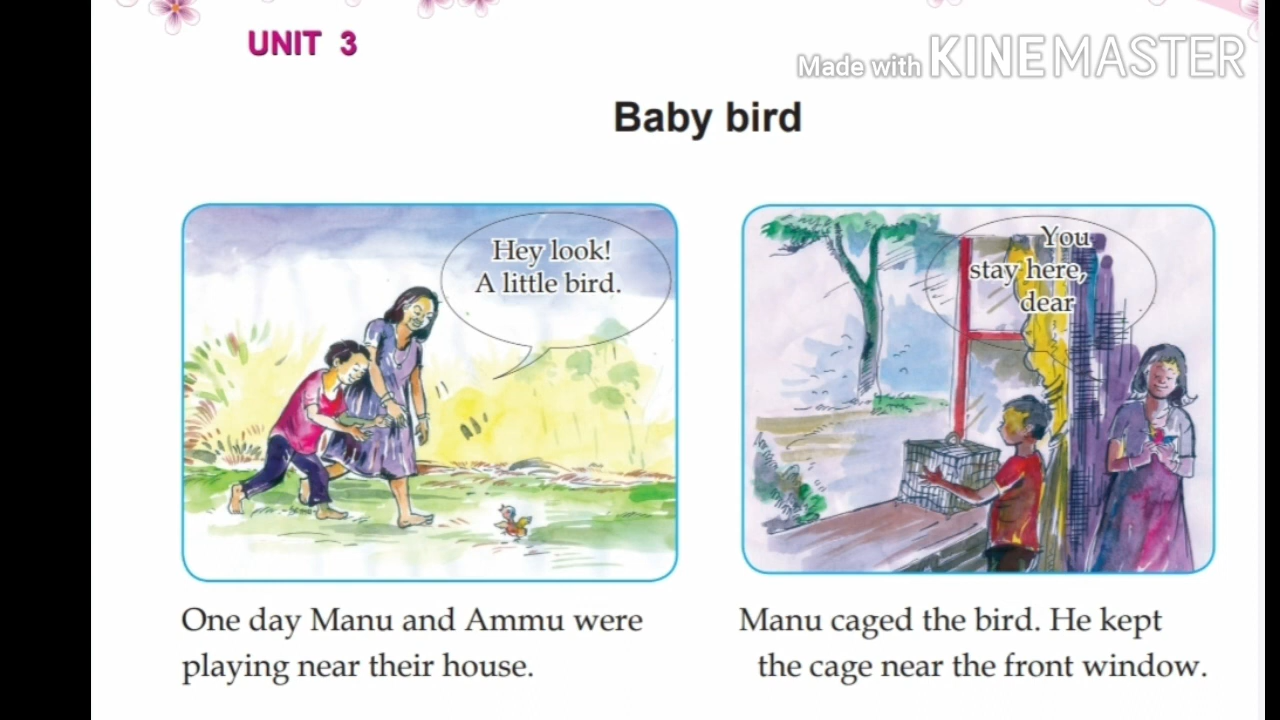 UNIT 3
Made with KINEMASTER
Baby bird
Hey look!
A little bird.
You
stay here,
dear
One day Manu and Ammu were
playing near their house.
Manu caged the bird. He kept
the cage near the front window.